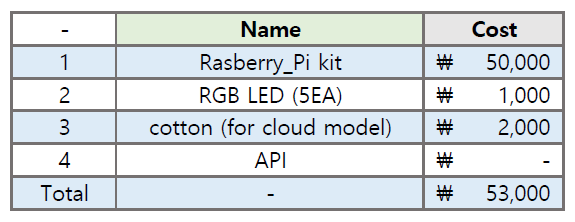 - Name Cost
1 Rasberry_Pi kit ₩ 50,000
2 RGB LED (5EA) ₩ 1,000
3 cotton (for cloud model) ₩ 2,000
4 API ₩ -
Total - ₩ 53,000